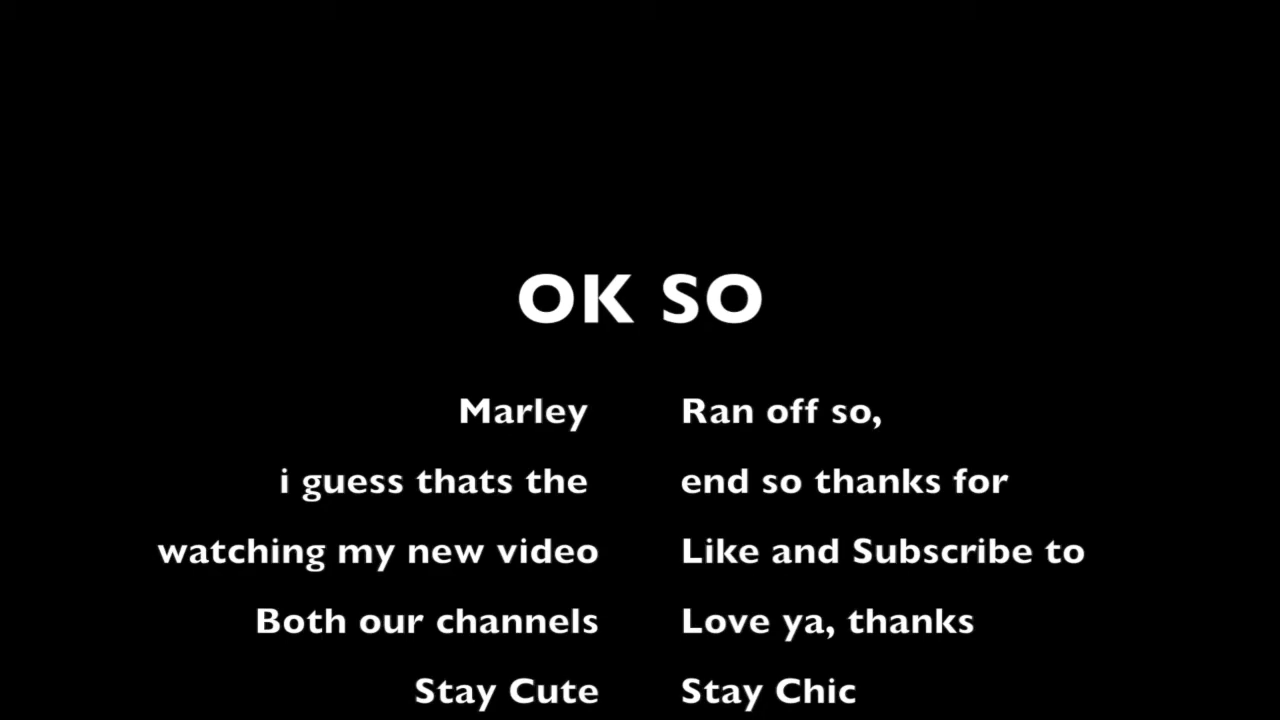 OK SO
Marley Ran off so,
i guess thats the end so thanks for
watching my new video Like and Subscribe to
Both our channels Love ya, thanks
Stay Cute Stay Chic